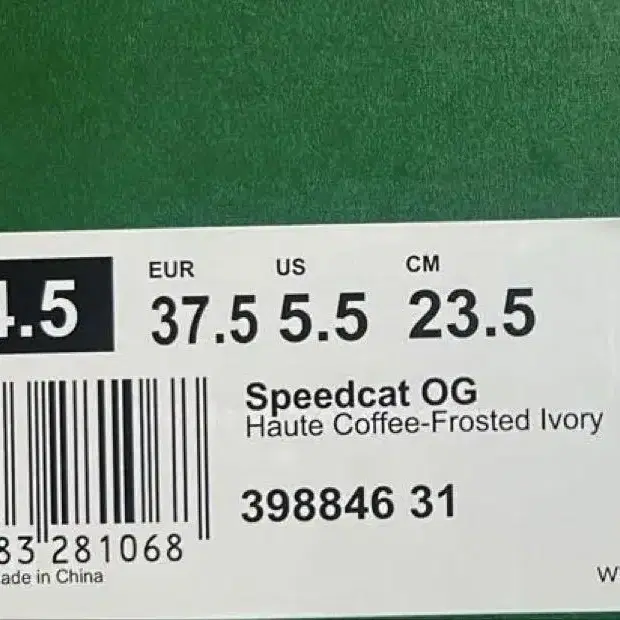 EUR US CM
4.5 37.5 5.5 23.5
Speedcat OG
Haute Coffee-Frosted Ivory
398846 31
83 281068
ade in China